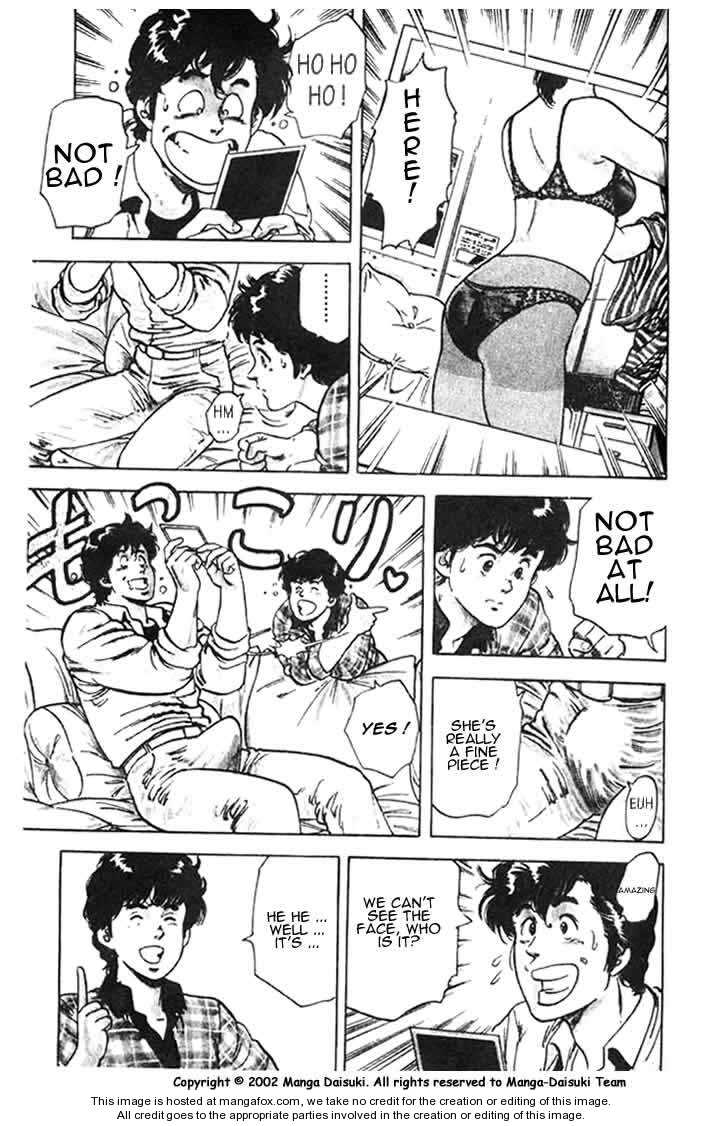 HERE!
HO HO
HO!
NOT
BAD!
.........
HM
...
NOT
BAD
AT
ALL!
もっこり
YES!
SHE'S
REALLY
A FINE
PIECE!
EUH
...
AMAZING
WE CAN'T
SEE THE
FACE, WHO
IS IT?
HE HE ...
WELL ...
IT'S ...
Copyright © 2002 Manga Daisuki. All rights reserved to Manga-Daisuki Team
This image is hosted at mangafox.com, we take no credit for the creation or editing of this image.
All credit goes to the appropriate parties involved in the creation or editing of this image.